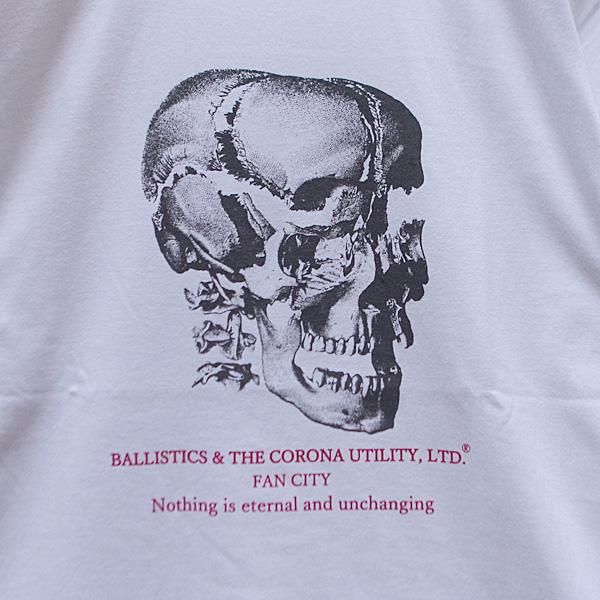 BALLISTICS & THE CORONA UTILITY, LTD.®
FAN CITY
Nothing is eternal and unchanging